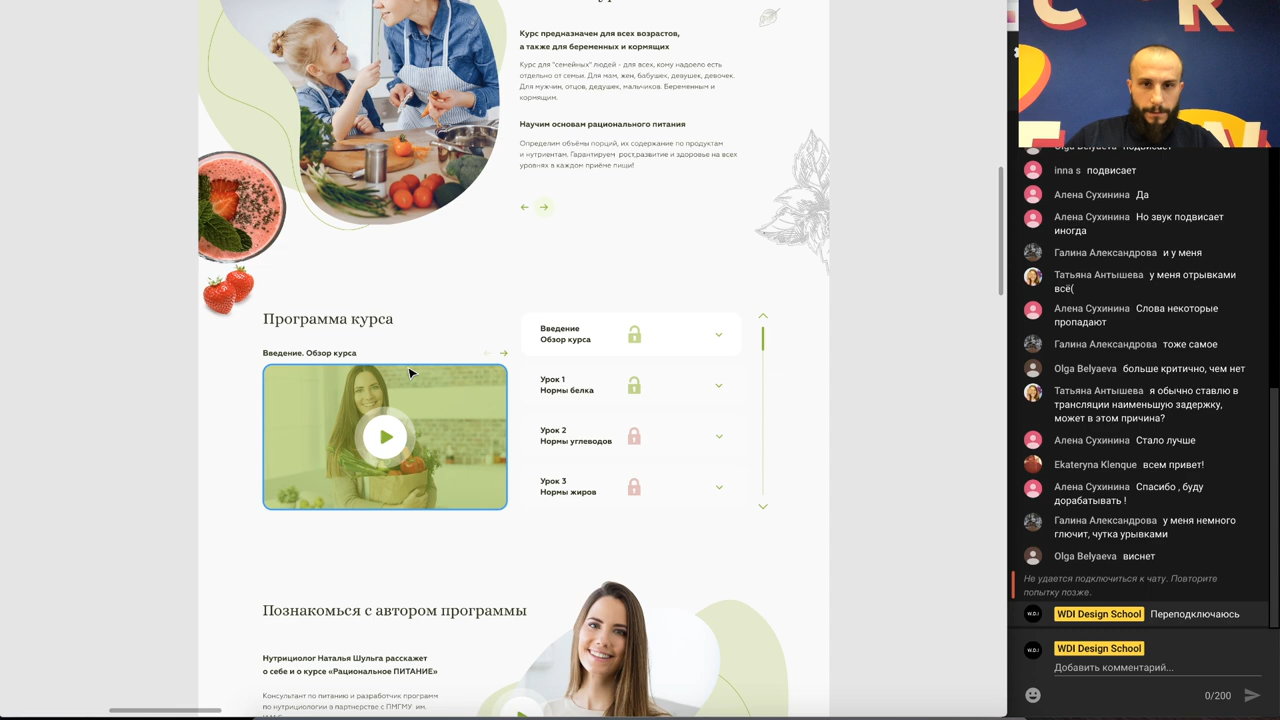 Курс предназначен для всех возрастов,
а также для беременных и кормящих
Курс для "семейных" людей - для всех, кому надоело есть
отдельно от семьи. Для мам, жен, бабушек, девушек, девочек.
Для мужчин, отцов, дедушек, мальчиков. Беременным и
кормящим.
Научим основам рационального питания
Определим объёмы порций, их содержание по продуктам
и нутриентам. Гарантируем рост,развитие и здоровье на всех
уровнях в каждом приёме пищи!
Программа курса
Введение. Обзор курса
Введение
Обзор курса
Урок 1
Нормы белка
Урок 2
Нормы углеводов
Урок 3
Нормы жиров
Познакомься с автором программы
Нутрициолог Наталья Шульга расскажет
о себе и о курсе «Рациональное ПИТАНИЕ»
Консультант по питанию и разработчик программ
по нутрициологии в партнерстве с ПМГМУ им.
Olga Belyaeva подвисает
inna s подвисает
Алена Сухинина Да
Алена Сухинина Но звук подвисает
иногда
Галина Александрова и у меня
Татьяна Антышева у меня отрывками
всё(
Алена Сухинина Слова некоторые
пропадают
Галина Александрова тоже самое
Olga Belyaeva больше критично, чем нет
Татьяна Антышева я обычно ставлю в
трансляции наименьшую задержку,
может в этом причина?
Алена Сухинина Стало лучше
Ekateryna Klenque всем привет!
Алена Сухинина Спасибо , буду
дорабатывать !
Галина Александрова у меня немного
глючит, чутка урывками
Olga Belyaeva виснет
Не удается подключиться к чату. Повторите
попытку позже.
W.D.I WDI Design School Переподключаюсь
W.D.I WDI Design School
Добавить комментарий...
0/200